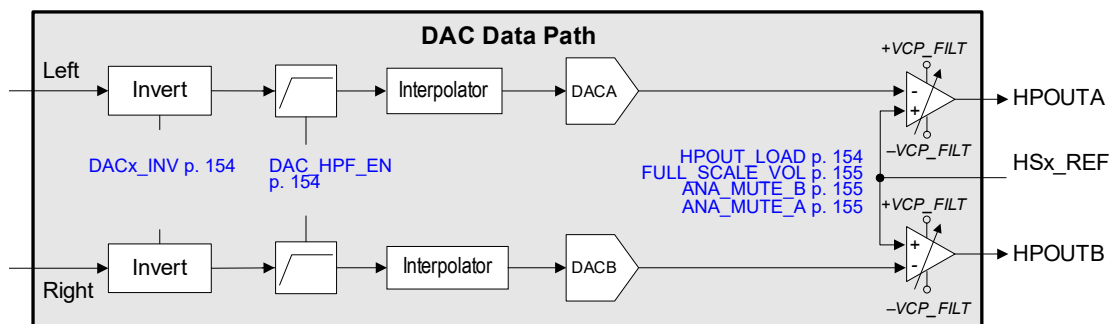 DAC Data Path
+VCP_FILT
Left
Invert
Interpolator
DACA
-
+
HPOUTA
–VCP_FILT
DACx_INV p. 154
DAC_HPF_EN
p. 154
HPOUT_LOAD p. 154
FULL_SCALE_VOL p. 155
ANA_MUTE_B p. 155
ANA_MUTE_A p. 155
HSx_REF
+VCP_FILT
Invert
Interpolator
DACB
+
-
HPOUTB
Right
–VCP_FILT